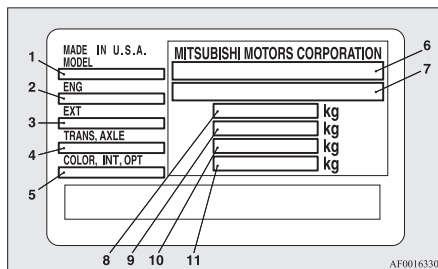 MADE IN U.S.A.
MODEL
ENG
EXT
TRANS, AXLE
COLOR, INT, OPT
MITSUBISHI MOTORS CORPORATION
kg
kg
kg
kg
1
2
3
4
5
6
7
8
9
10
11
AF0016330